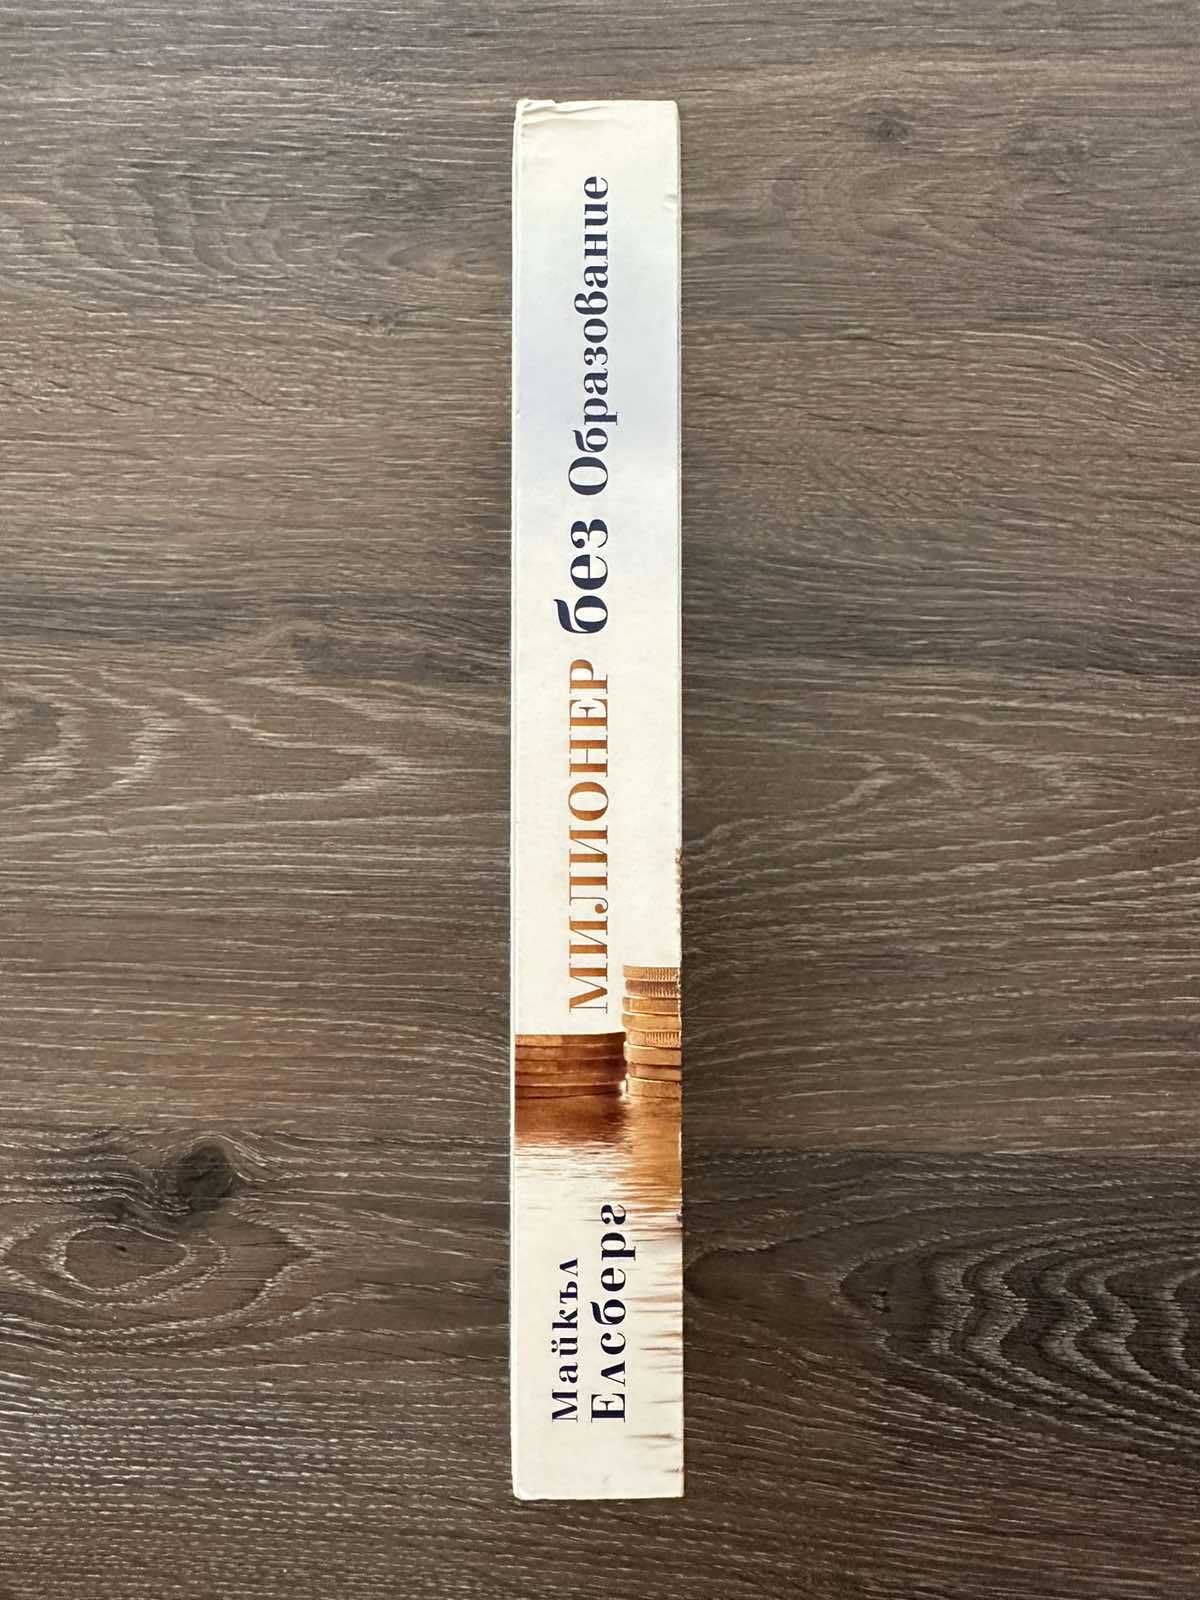 Майкъл
Елсберг
МИЛИОНЕР без Образование